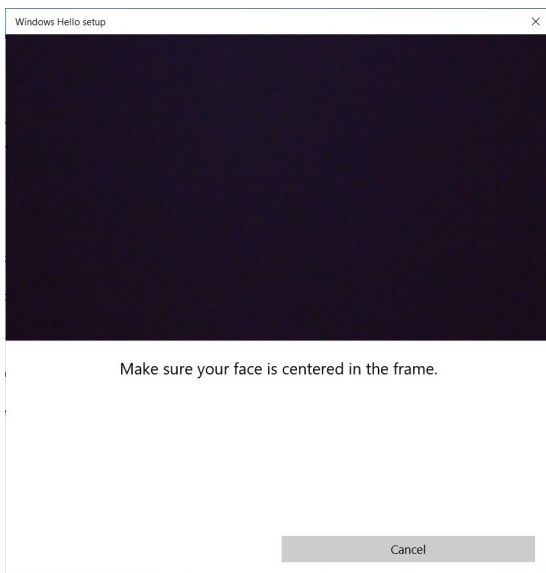 Windows Hello setup
Make sure your face is centered in the frame.
Cancel